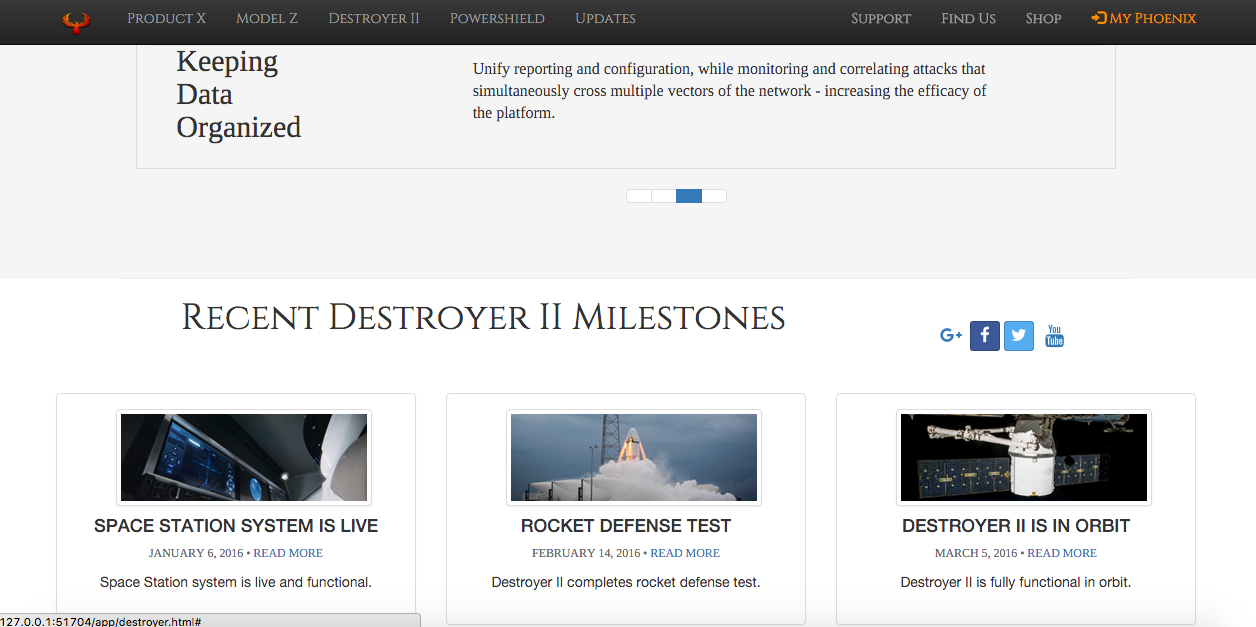 PRODUCT X MODEL Z DESTROYER II POWERSHIELD UPDATES SUPPORT FIND US SHOP MY PHOENIX
Keeping
Data
Organized
Unify reporting and configuration, while monitoring and correlating attacks that
simultaneously cross multiple vectors of the network - increasing the efficacy of
the platform.
RECENT DESTROYER II MILESTONES
G+ f You Tube
SPACE STATION SYSTEM IS LIVE
JANUARY 6, 2016 • READ MORE
Space Station system is live and functional.
ROCKET DEFENSE TEST
FEBRUARY 14, 2016 • READ MORE
Destroyer II completes rocket defense test.
DESTROYER II IS IN ORBIT
MARCH 5, 2016 • READ MORE
Destroyer II is fully functional in orbit.
127.0.0.1:51704/app/destroyer.html#